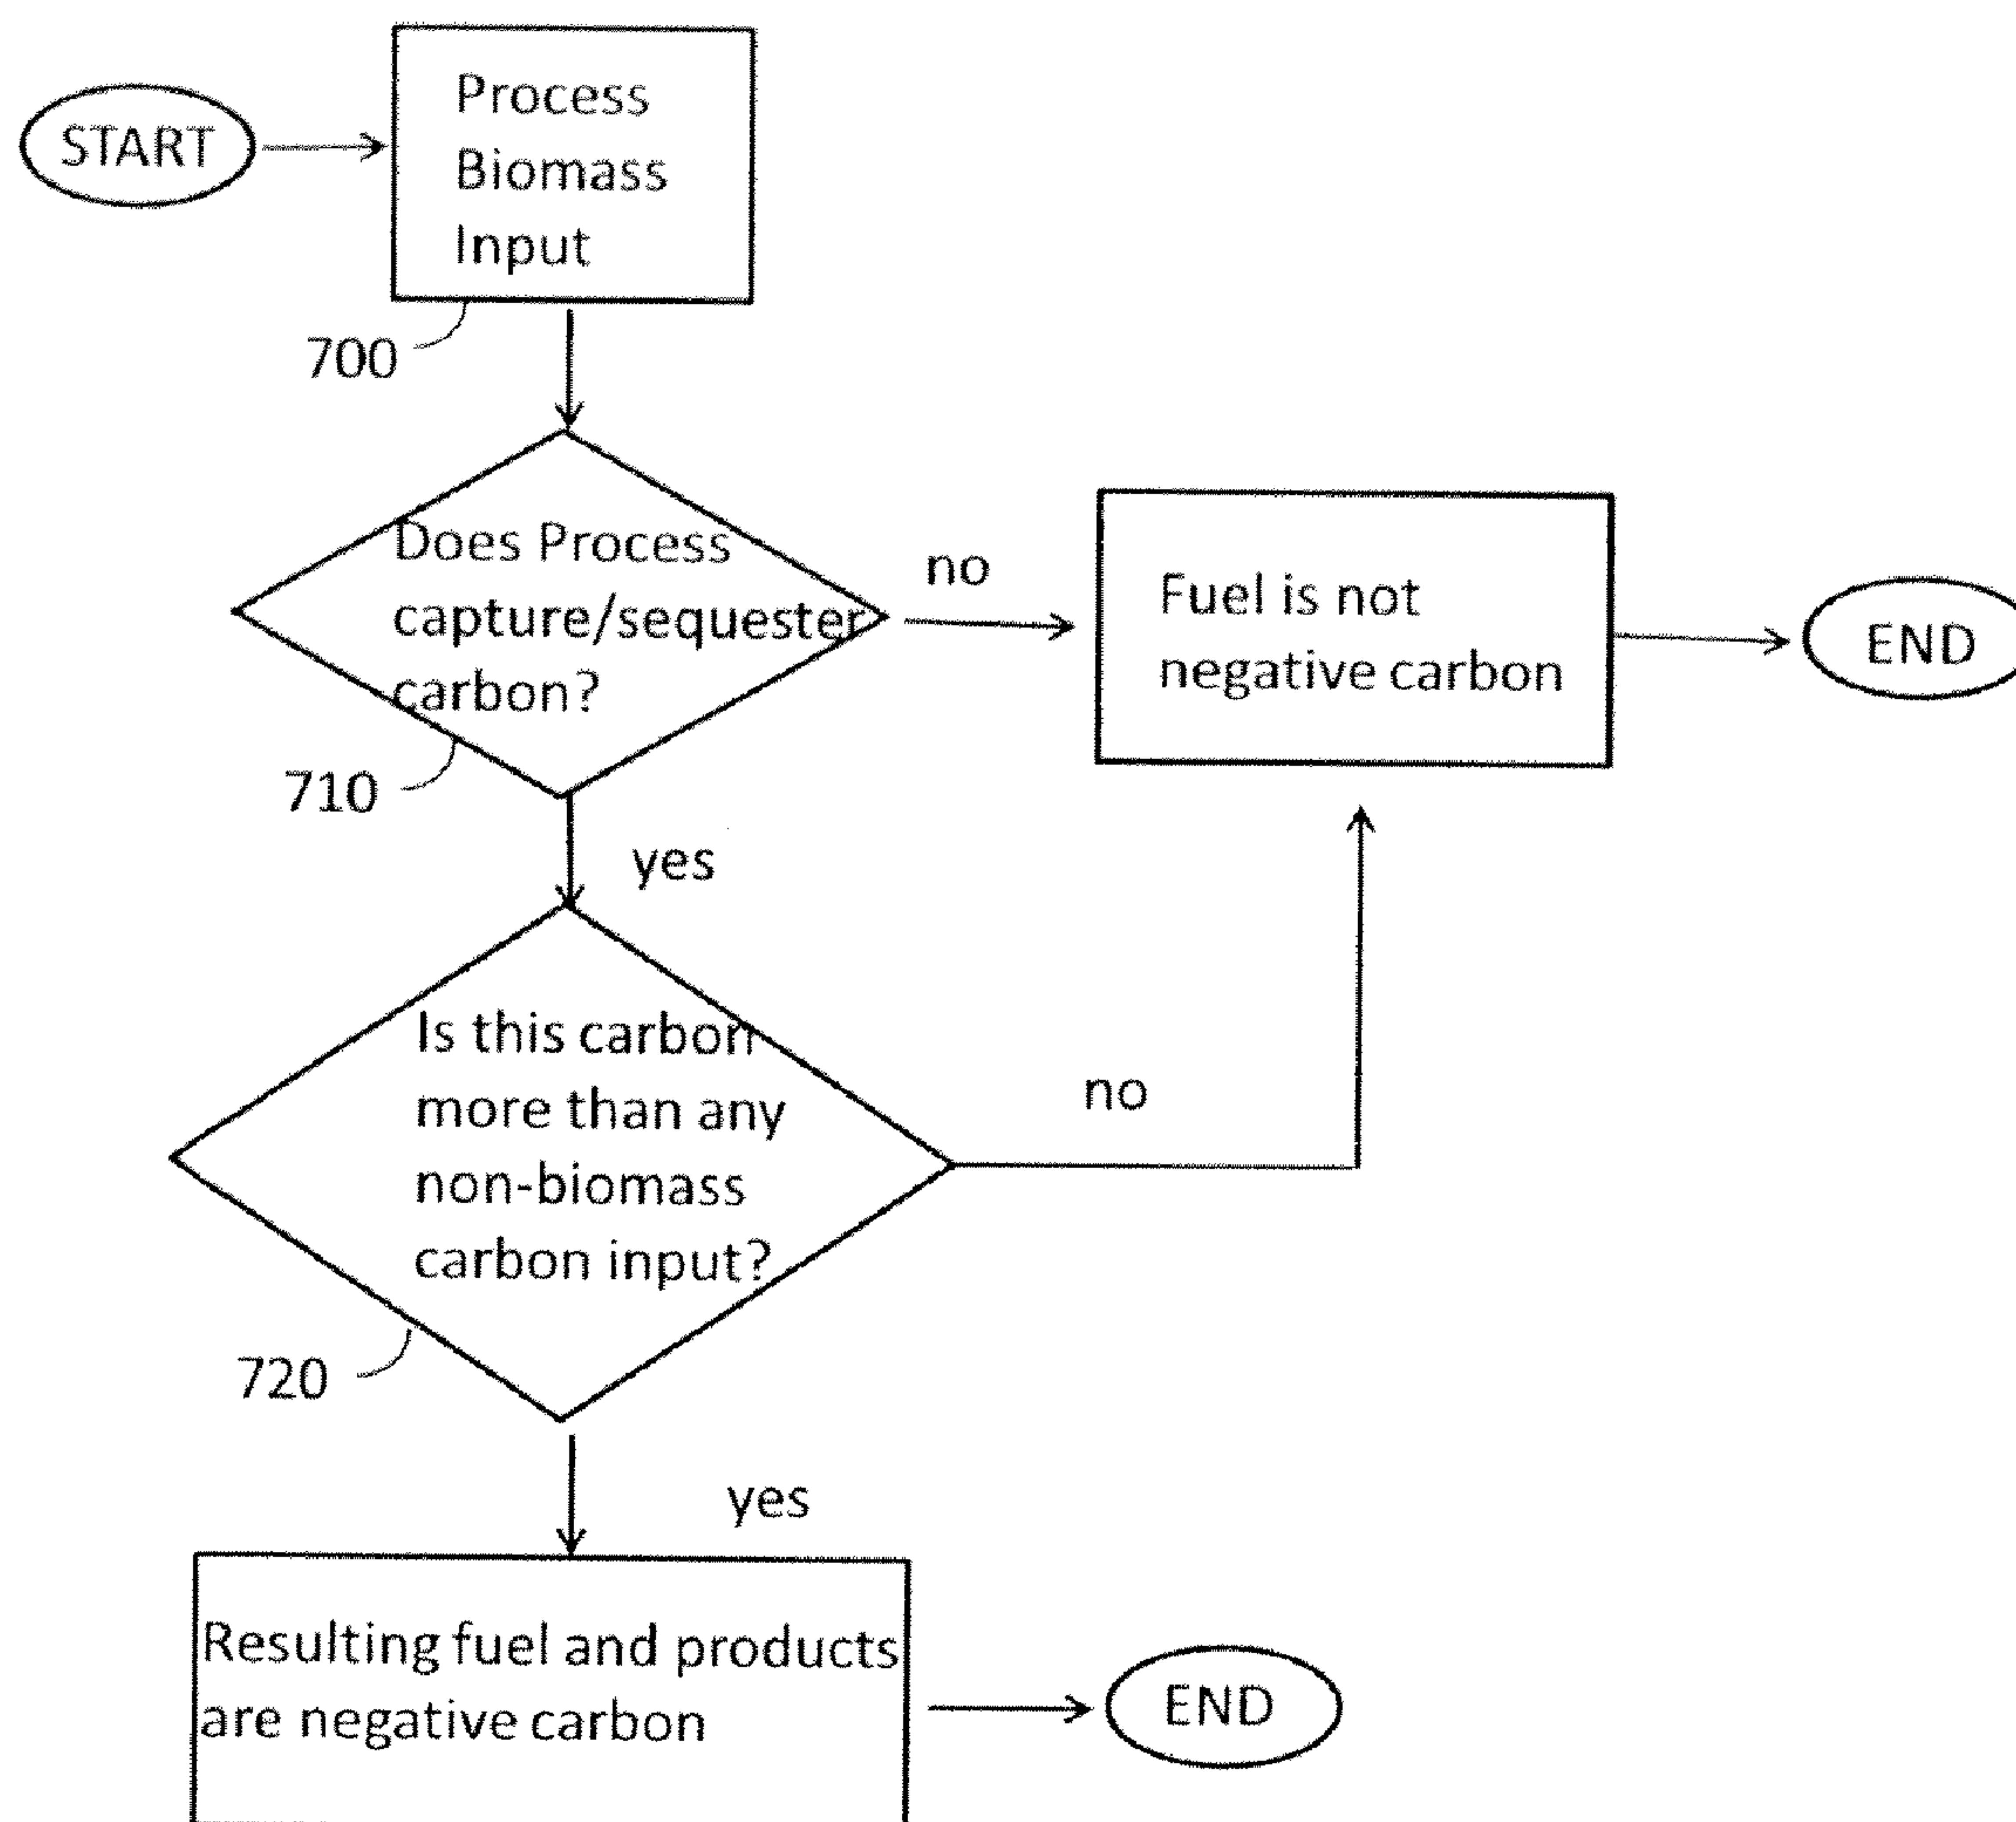 START
Process
Biomass
Input
700
Does Process
capture/sequester
carbon?
710
no
Fuel is not
negative carbon
END
yes
Is this carbon
more than any
non-biomass
carbon input?
720
no
yes
Resulting fuel and products
are negative carbon
END